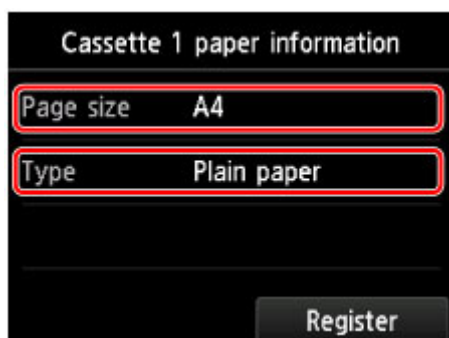 Cassette 1 paper information
Page size A4
Type Plain paper
Register